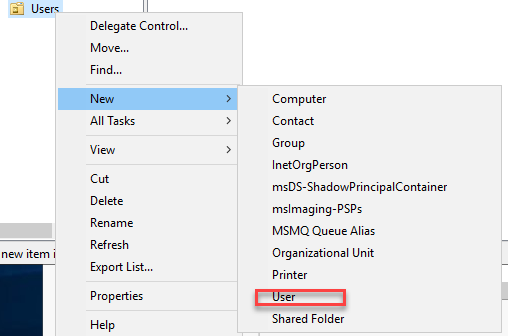 Users
Delegate Control...
Move...
Find...
New
All Tasks
View
Cut
Delete
Rename
Refresh
Export List...
Properties
Help
Computer
Contact
Group
InetOrgPerson
msDS-ShadowPrincipalContainer
msImaging-PSPs
MSMQ Queue Alias
Organizational Unit
Printer
User
Shared Folder
new item i